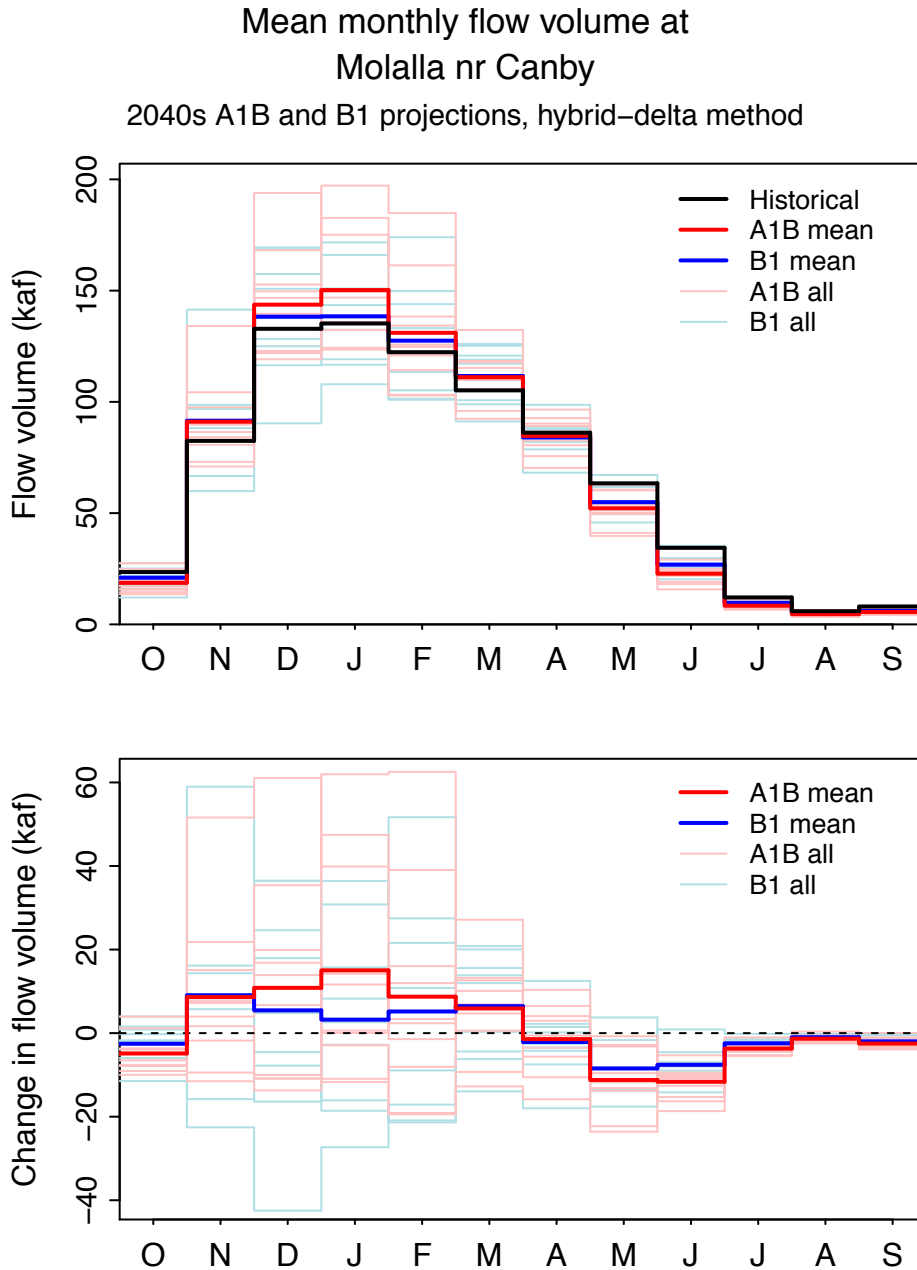 Mean monthly flow volume at
Molalla nr Canby
2040s A1B and B1 projections, hybrid−delta method
Flow volume (kaf)
200
150
100
50
0
Historical
A1B mean
B1 mean
A1B all
B1 all
O N D J F M A M J J A S
Change in flow volume (kaf)
60
40
20
0
−20
−40
A1B mean
B1 mean
A1B all
B1 all
O N D J F M A M J J A S